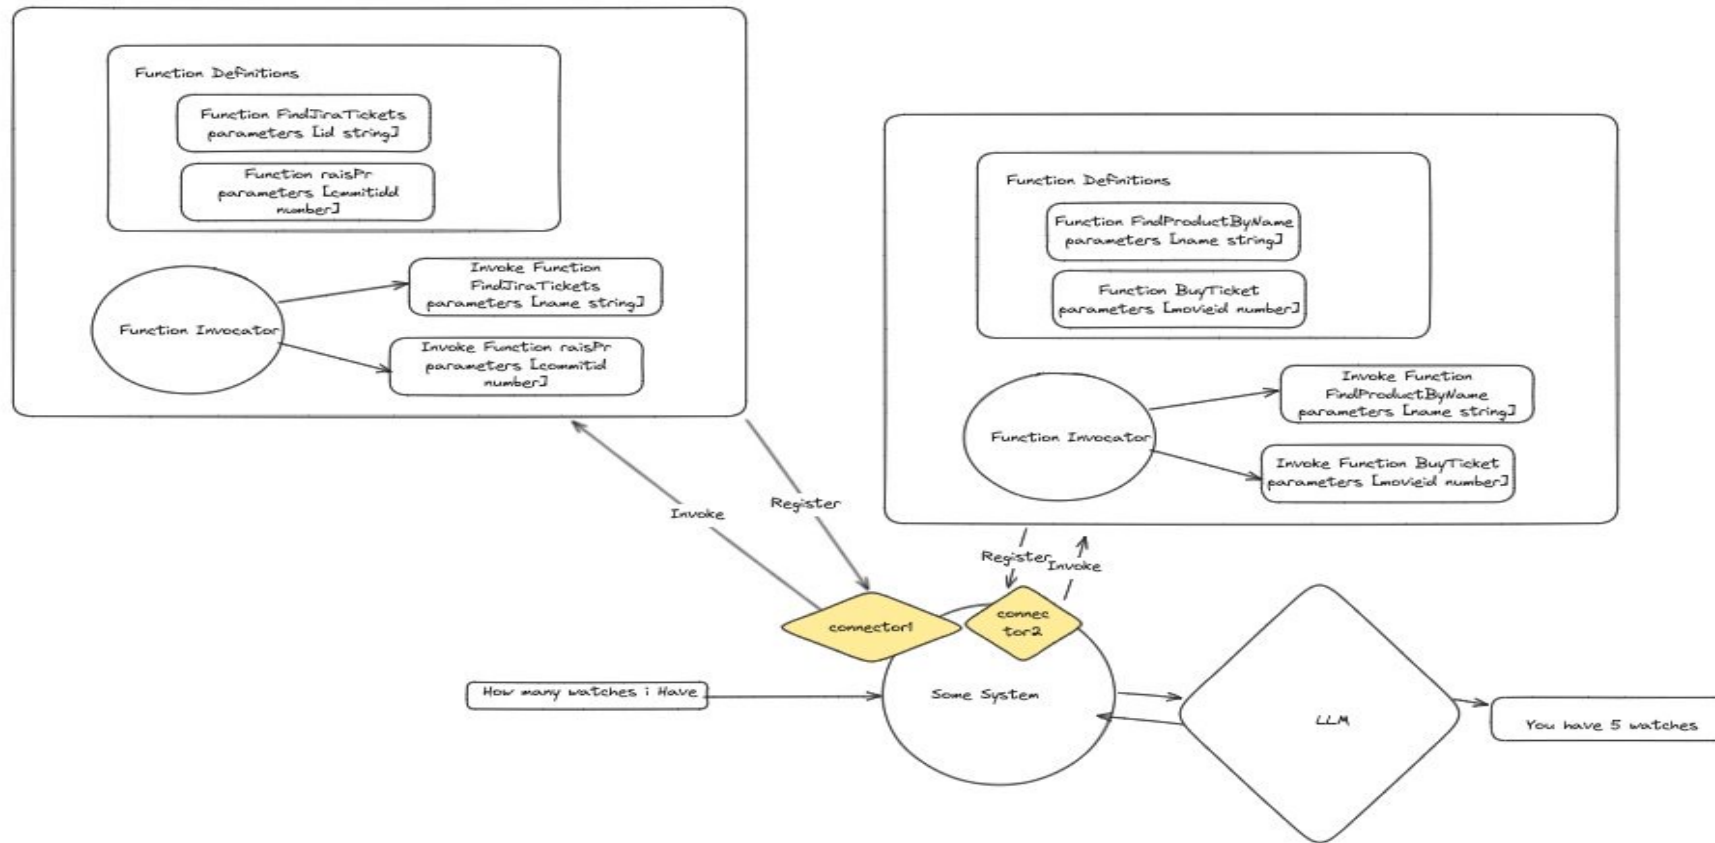 Function Definitions
Function FindJiraTickets
parameters [id string]
Function raisPr
parameters [cmmitidd
number]
Function Invocator
Invoke Function
FindJiraTickets
parameters [name string]
Invoke Function raisPr
parameters [commitid
number]
Function Definitions
Function FindProductByName
parameters [name string]
Function BuyTicket
parameters [movieid number]
Function Invocator
Invoke Function
FindProductByName
parameters [name string]
Invoke Function BuyTicket
parameters [movieid number]
Invoke
Register
Register
Invoke
connector1
connec
tor2
How many watches i Have
Some System
LLM
You have 5 watches